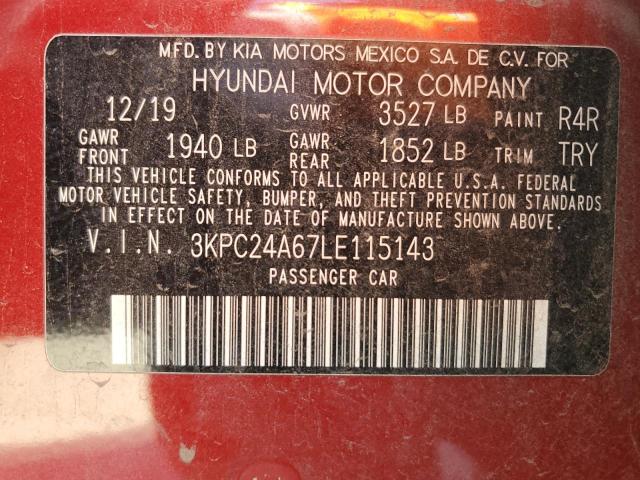 MFD. BY KIA MOTORS MEXICO S.A. DE C.V. FOR
HYUNDAI MOTOR COMPANY
12/19 GVWR 3527 LB PAINT R4R
GAWR FRONT 1940 LB GAWR REAR 1852 LB TRIM TRY
THIS VEHICLE CONFORMS TO ALL APPLICABLE U.S.A. FEDERAL
MOTOR VEHICLE SAFETY, BUMPER, AND THEFT PREVENTION STANDARDS
IN EFFECT ON THE DATE OF MANUFACTURE SHOWN ABOVE.
V.I.N. 3KPC24A67LE115143
PASSENGER CAR